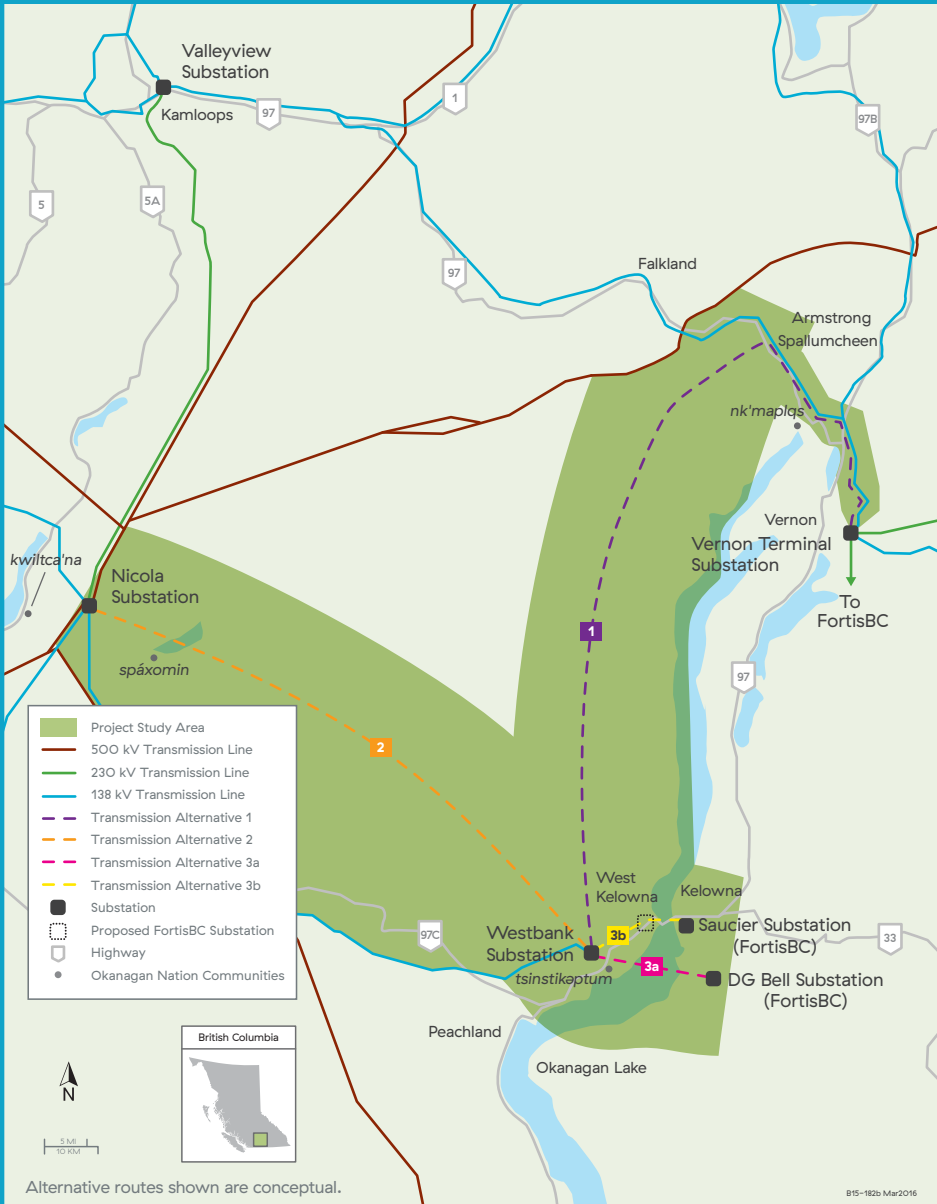 Valleyview
Substation
Kamloops
97
1
97B
5
5A
97
Falkland
Armstrong
Spallumcheen
nk'maplqs
Vernon
Vernon Terminal
Substation
To
FortisBC
kwiltca'na
Nicola
Substation
spáxomin
1
97
2
Project Study Area
500 kV Transmission Line
230 kV Transmission Line
138 kV Transmission Line
Transmission Alternative 1
Transmission Alternative 2
Transmission Alternative 3a
Transmission Alternative 3b
Substation
Proposed FortisBC Substation
Highway
Okanagan Nation Communities
West
Kelowna
Kelowna
97C
Westbank
Substation
3b
Saucier Substation
(FortisBC)
33
tsinstikəptum
3a
DG Bell Substation
(FortisBC)
Peachland
Okanagan Lake
British Columbia
N
5 MI
10 KM
Alternative routes shown are conceptual.
B15-182b Mar2016